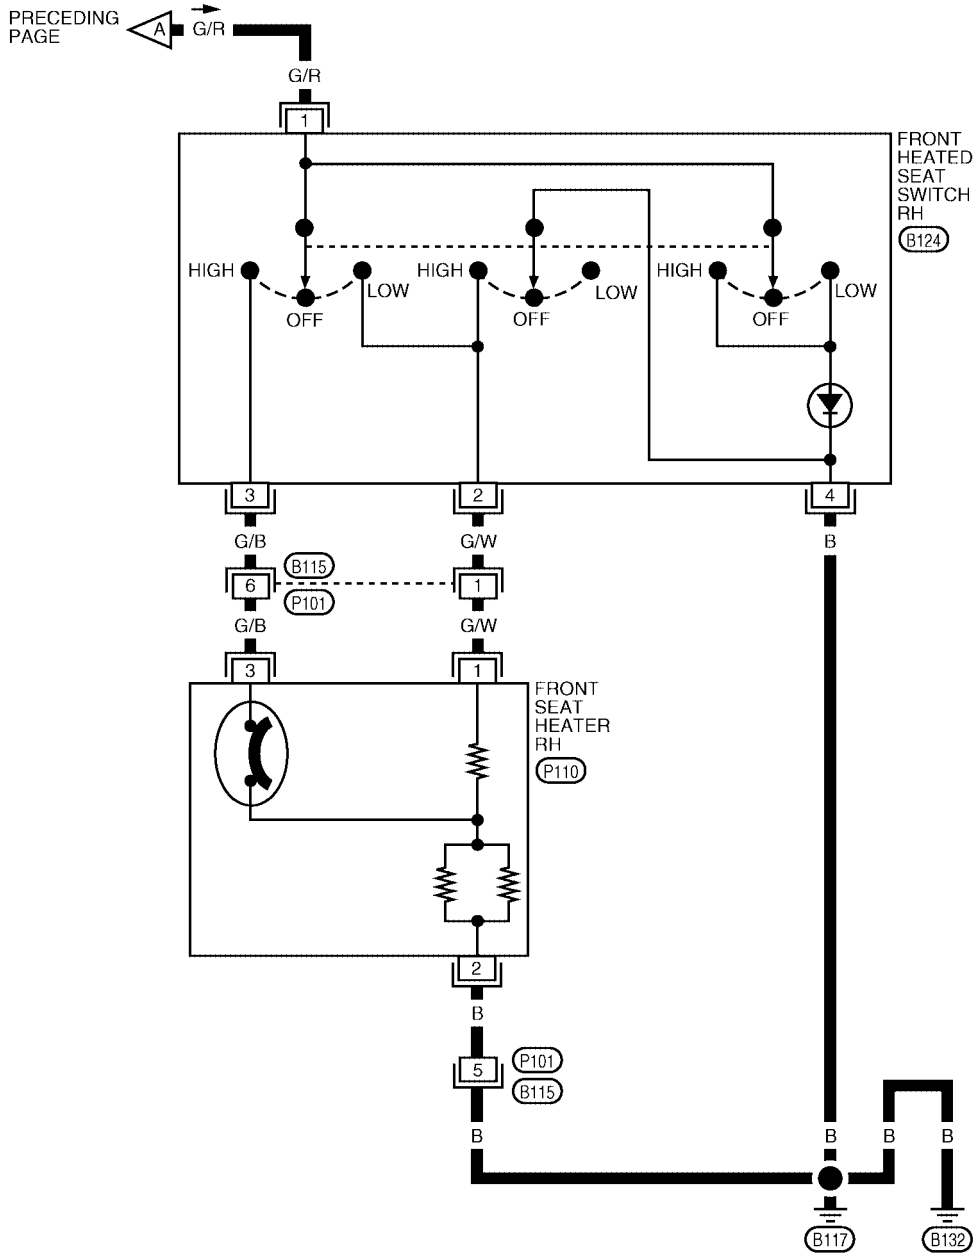 PRECEDING
PAGE
A
G/R
G/R
1
FRONT
HEATED
SEAT
SWITCH
RH
B124
HIGH
LOW
OFF
HIGH
LOW
OFF
HIGH
LOW
OFF
3
2
4
G/B
G/W
B
B115
6
1
P101
G/B
G/W
3
1
FRONT
SEAT
HEATER
RH
P110
2
B
5
P101
B115
B
B
B
B
B117
B132